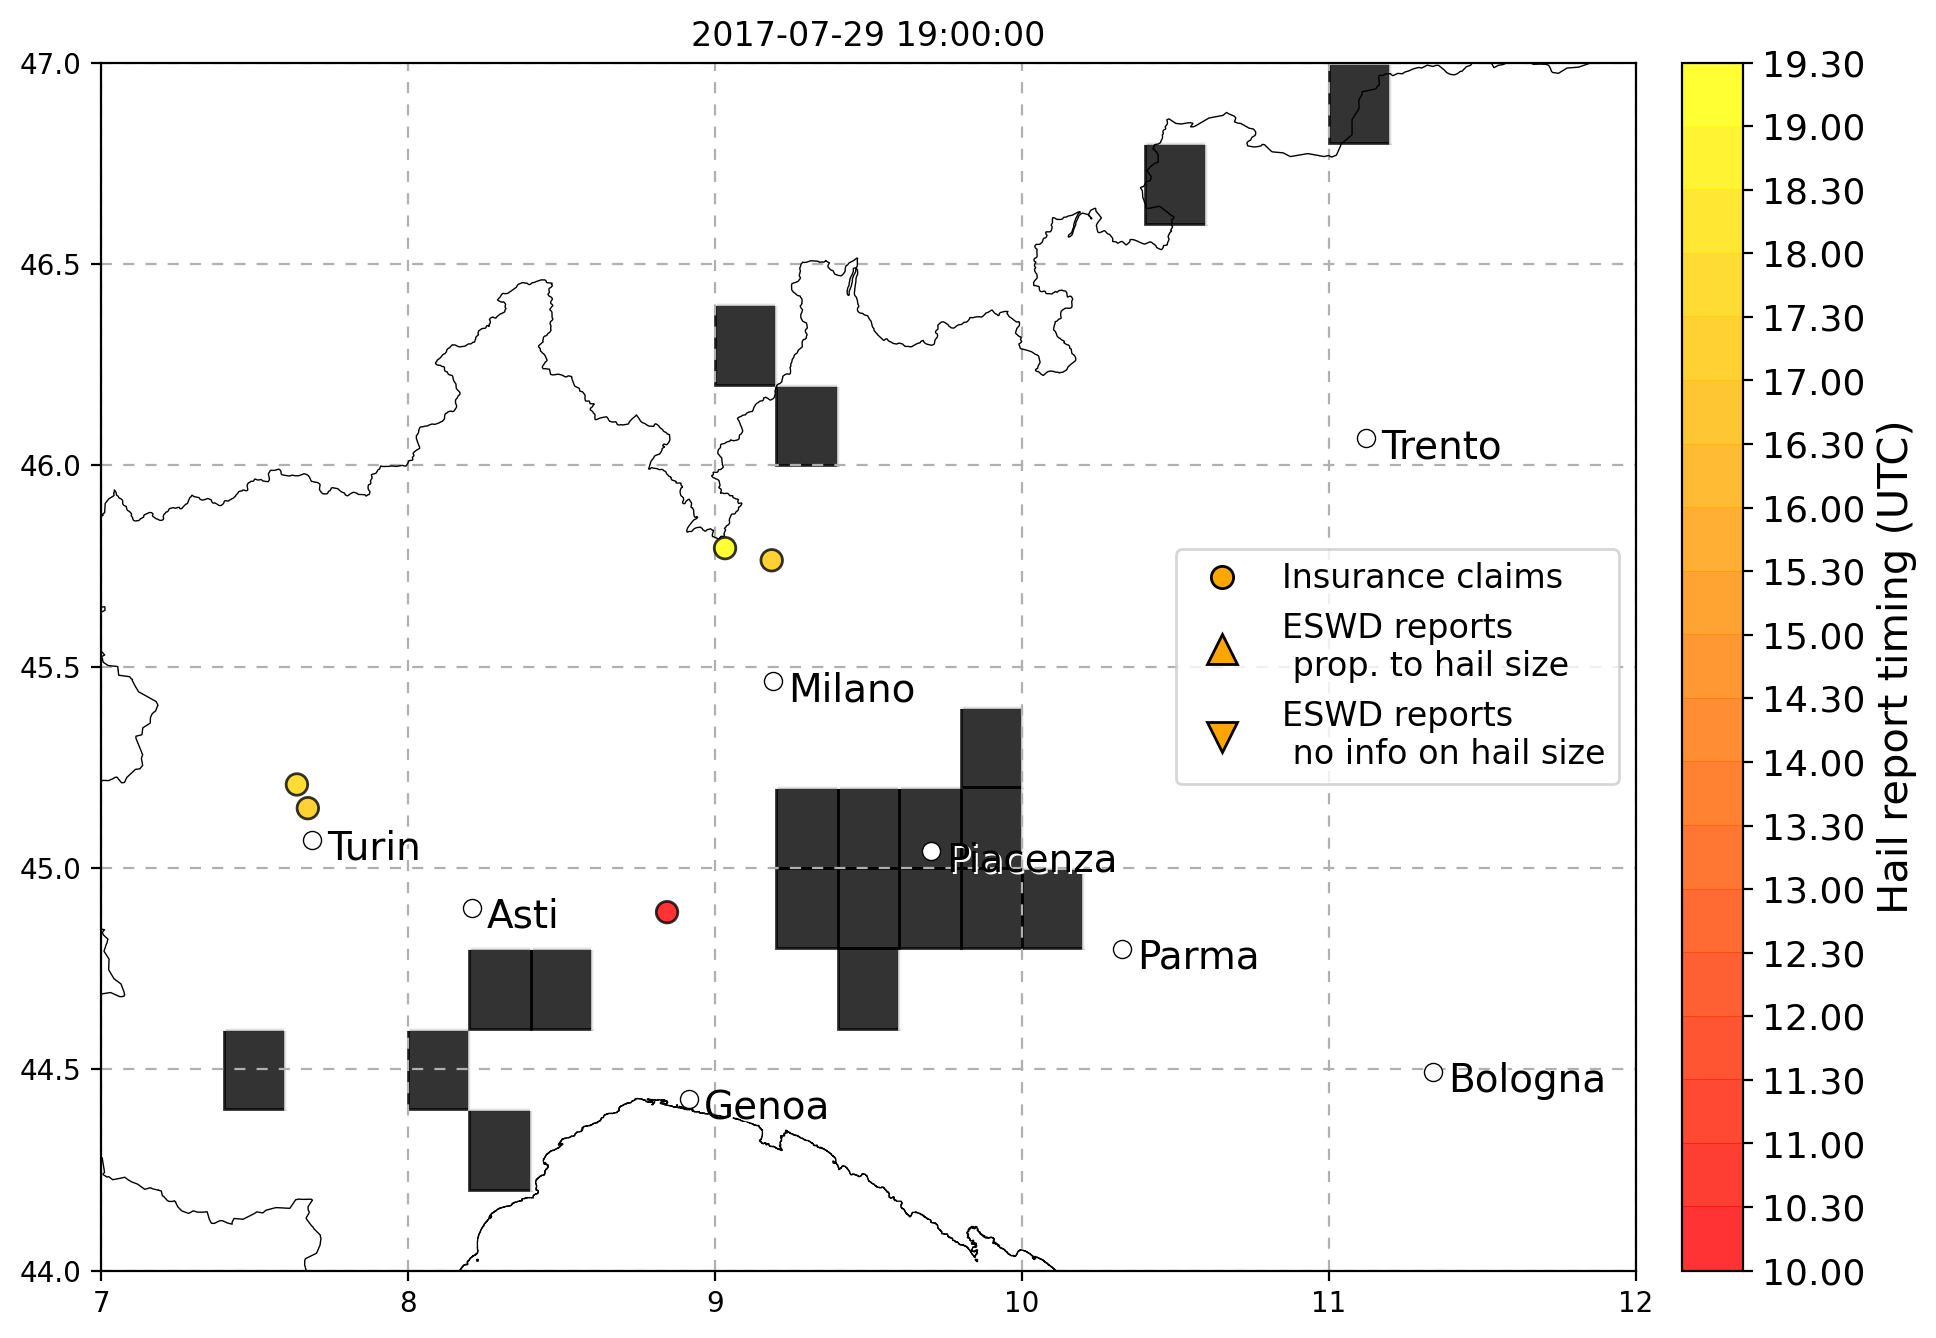 2017-07-29 19:00:00
47.0
46.5
46.0
45.5
45.0
44.5
44.0
7
8
9
10
11
12
Trento
Milano
Turin
Piacenza
Asti
Parma
Genoa
Bologna
Insurance claims
ESWD reports
prop. to hail size
ESWD reports
no info on hail size
19.30
19.00
18.30
18.00
17.30
17.00
16.30
16.00
15.30
15.00
14.30
14.00
13.30
13.00
12.30
12.00
11.30
11.00
10.30
10.00
Hail report timing (UTC)